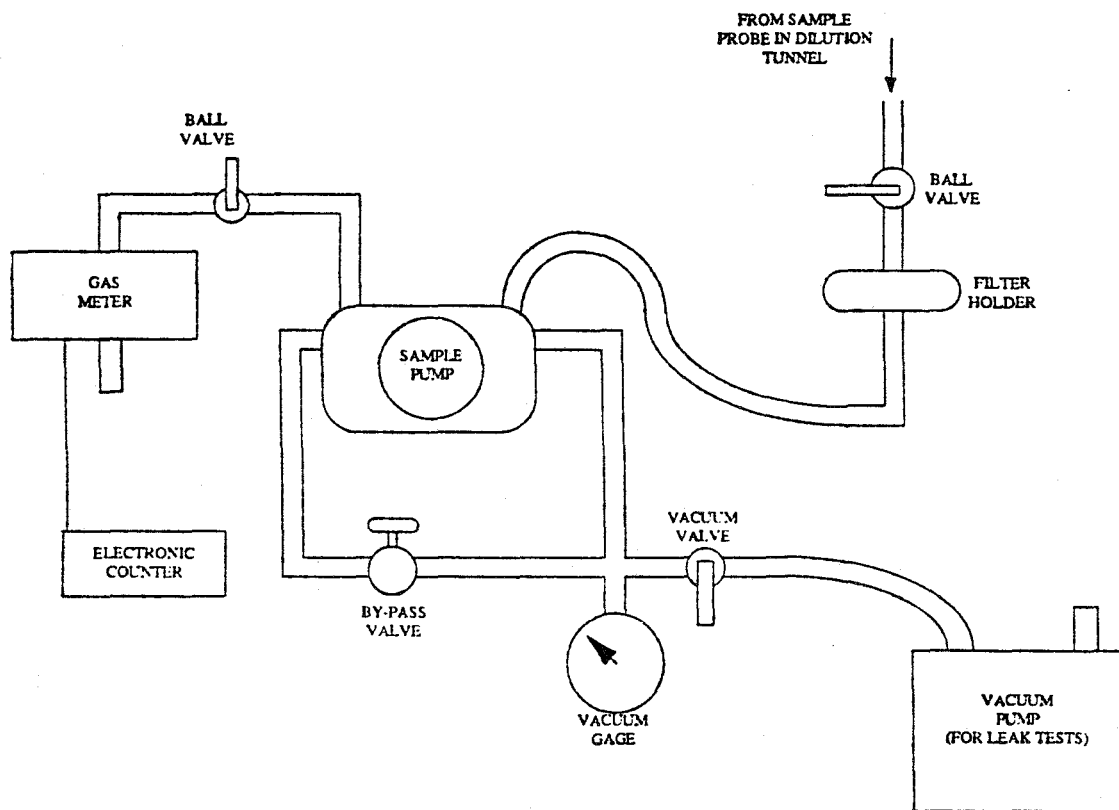 FROM SAMPLE
PROBE IN DILUTION
TUNNEL
BALL
VALVE
BALL
VALVE
GAS
METER
FILTER
HOLDER
SAMPLE
PUMP
VACUUM
VALVE
ELECTRONIC
COUNTER
BY-PASS
VALVE
VACUUM
GAGE
VACUUM
PUMP
(FOR LEAK TESTS)